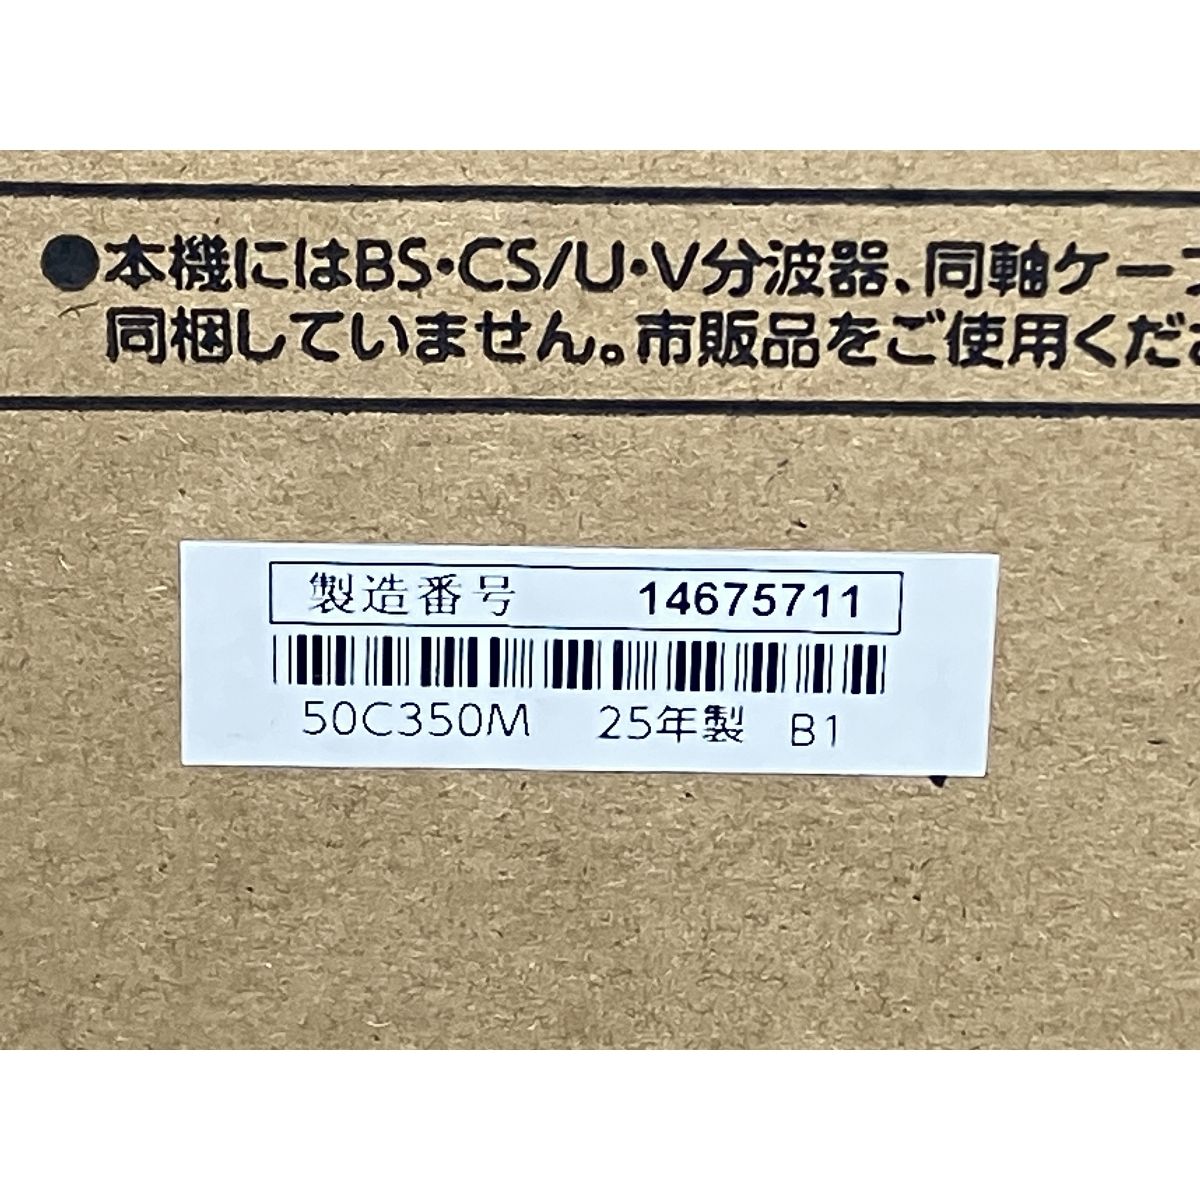 ●本機にはBS・CS/U・V分波器、同軸ケー
同梱していません。市販品をご使用くだ
製造番号 14675711
50C350M 25年製 B1